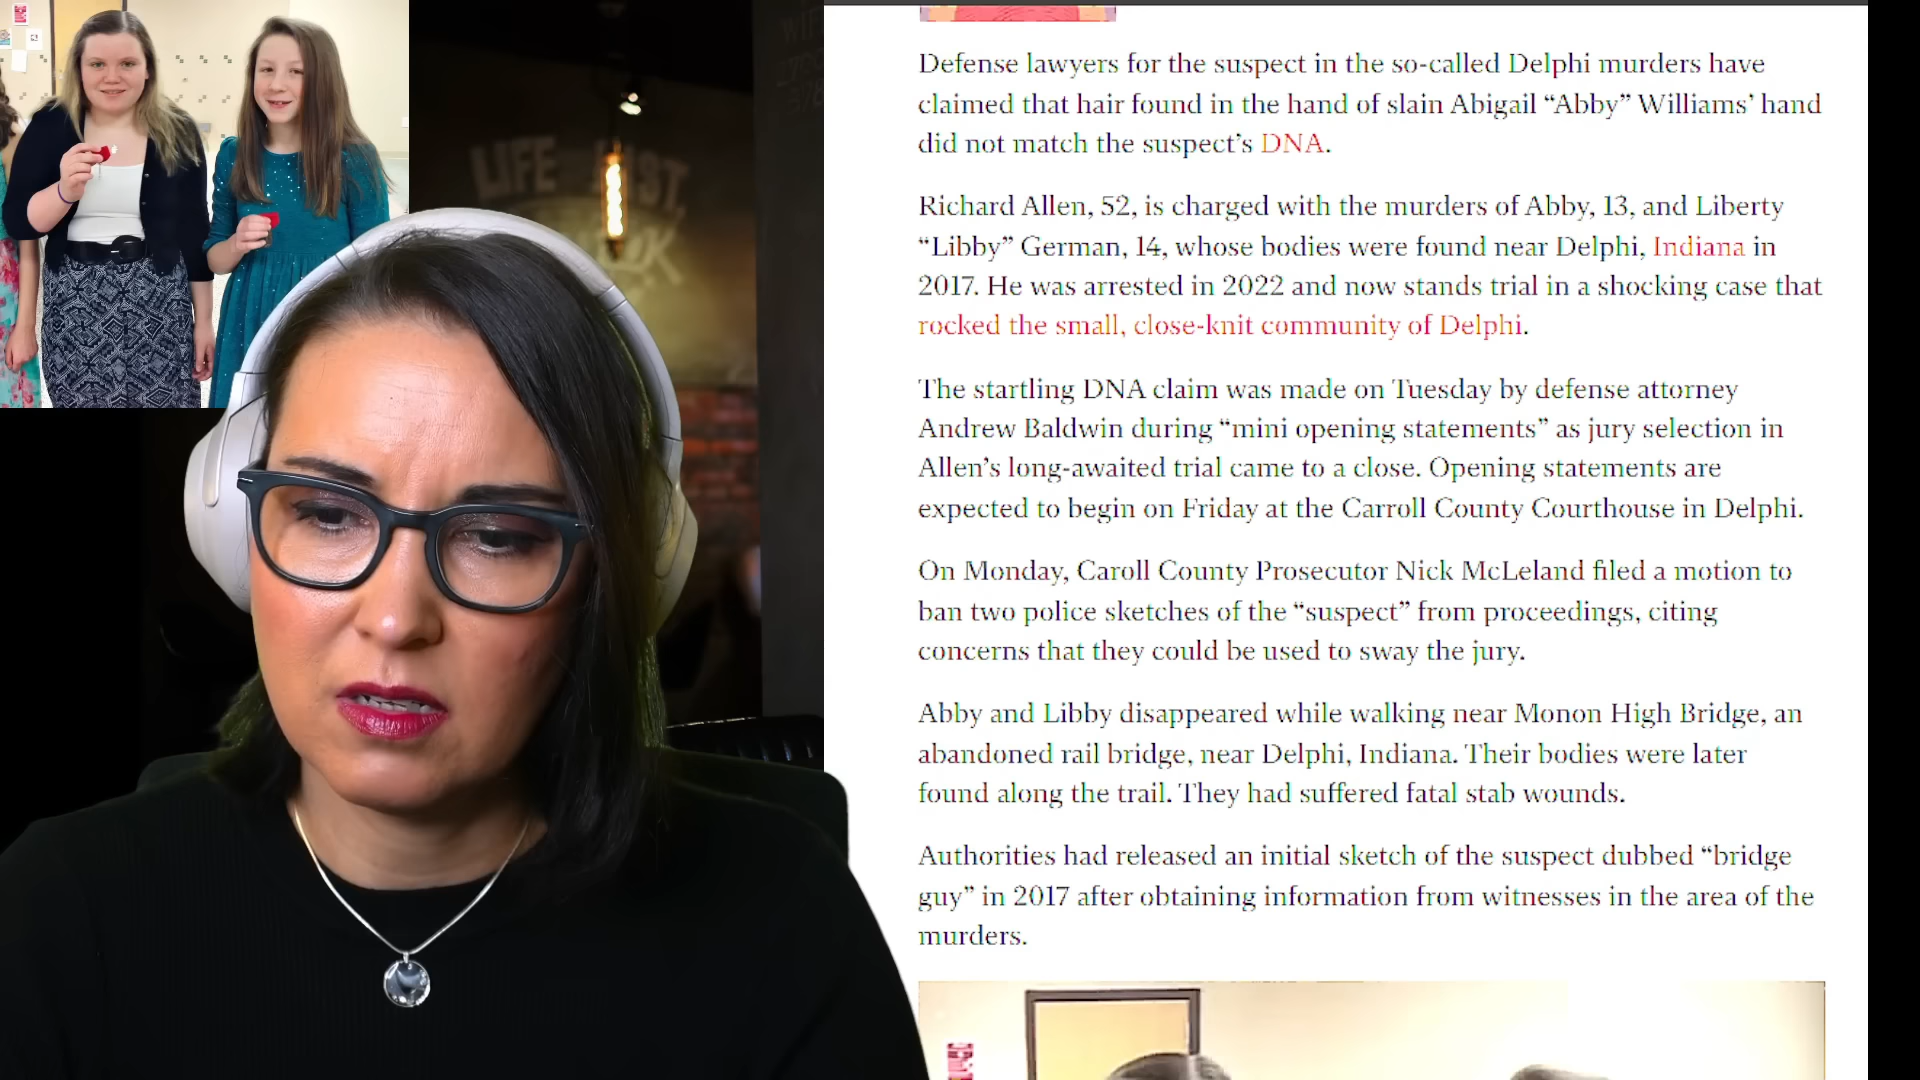 LIFE
Defense lawyers for the suspect in the so-called Delphi murders have
claimed that hair found in the hand of slain Abigail “Abby” Williams’ hand
did not match the suspect’s DNA.
Richard Allen, 52, is charged with the murders of Abby, 13, and Liberty
“Libby” German, 14, whose bodies were found near Delphi, Indiana in
2017. He was arrested in 2022 and now stands trial in a shocking case that
rocked the small, close-knit community of Delphi.
The startling DNA claim was made on Tuesday by defense attorney
Andrew Baldwin during “mini opening statements” as jury selection in
Allen’s long-awaited trial came to a close. Opening statements are
expected to begin on Friday at the Carroll County Courthouse in Delphi.
On Monday, Caroll County Prosecutor Nick McLeland filed a motion to
ban two police sketches of the “suspect” from proceedings, citing
concerns that they could be used to sway the jury.
Abby and Libby disappeared while walking near Monon High Bridge, an
abandoned rail bridge, near Delphi, Indiana. Their bodies were later
found along the trail. They had suffered fatal stab wounds.
Authorities had released an initial sketch of the suspect dubbed “bridge
guy” in 2017 after obtaining information from witnesses in the area of the
murders.